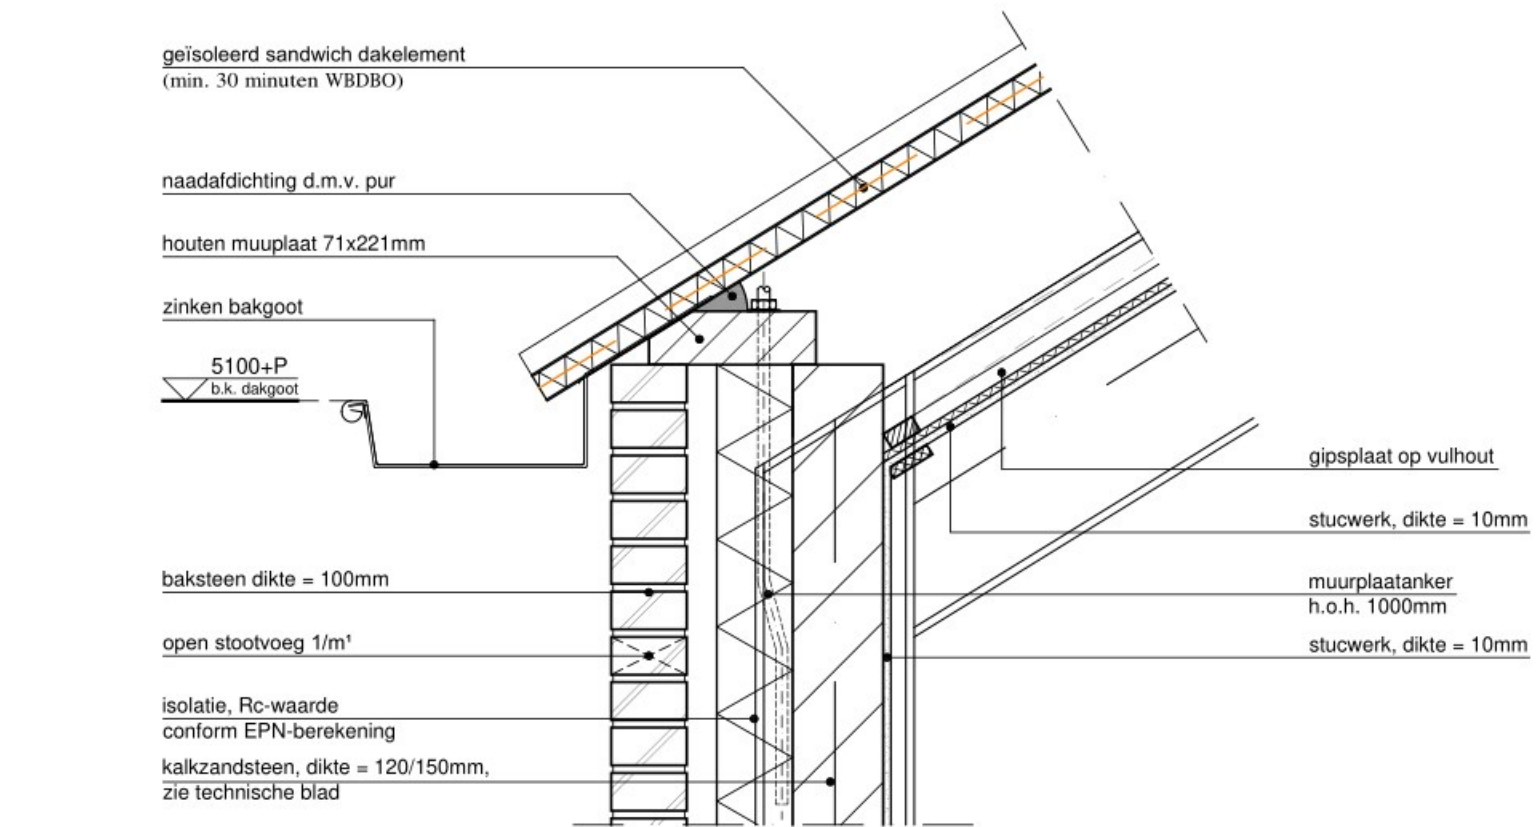 geïsoleerd sandwich dakelement
(min. 30 minuten WBDBO)
naadafdichting d.m.v. pur
houten muuplaat 71x221mm
zinken bakgoot
5100+P
b.k. dakgoot
baksteen dikte = 100mm
open stootvoeg 1/m¹
isolatie, Rc-waarde
conform EPN-berekening
kalkzandsteen, dikte = 120/150mm,
zie technische blad
gipsplaat op vulhout
stucwerk, dikte = 10mm
muurplaatanker
h.o.h. 1000mm
stucwerk, dikte = 10mm